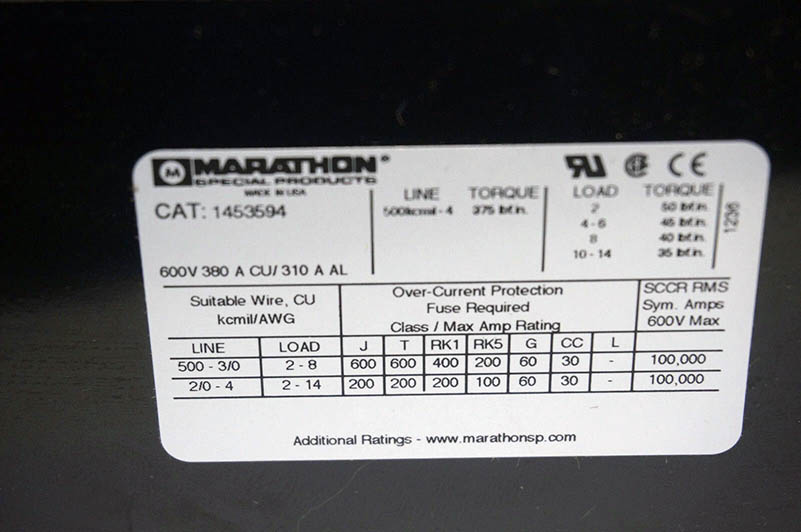 M MARATHON®
SPECIAL PRODUCTS
MADE IN USA
CAT: 1453594
600V 380 A CU/ 310 A AL
LINE TORQUE
500kcmil - 4 375 lbf.in.
LOAD TORQUE
2 50 lbf.in.
4 - 6 45 lbf.in.
8 40 lbf.in.
10 - 14 35 lbf.in.
1236
Suitable Wire, CU
kcmil/AWG
Over-Current Protection
Fuse Required
Class / Max Amp Rating
SCCR RMS
Sym. Amps
600V Max
LINE LOAD J T RK1 RK5 G CC L
500 - 3/0 2 - 8 600 600 400 200 60 30 - 100,000
2/0 - 4 2 - 14 200 200 200 100 60 30 - 100,000
Additional Ratings - www.marathonsp.com